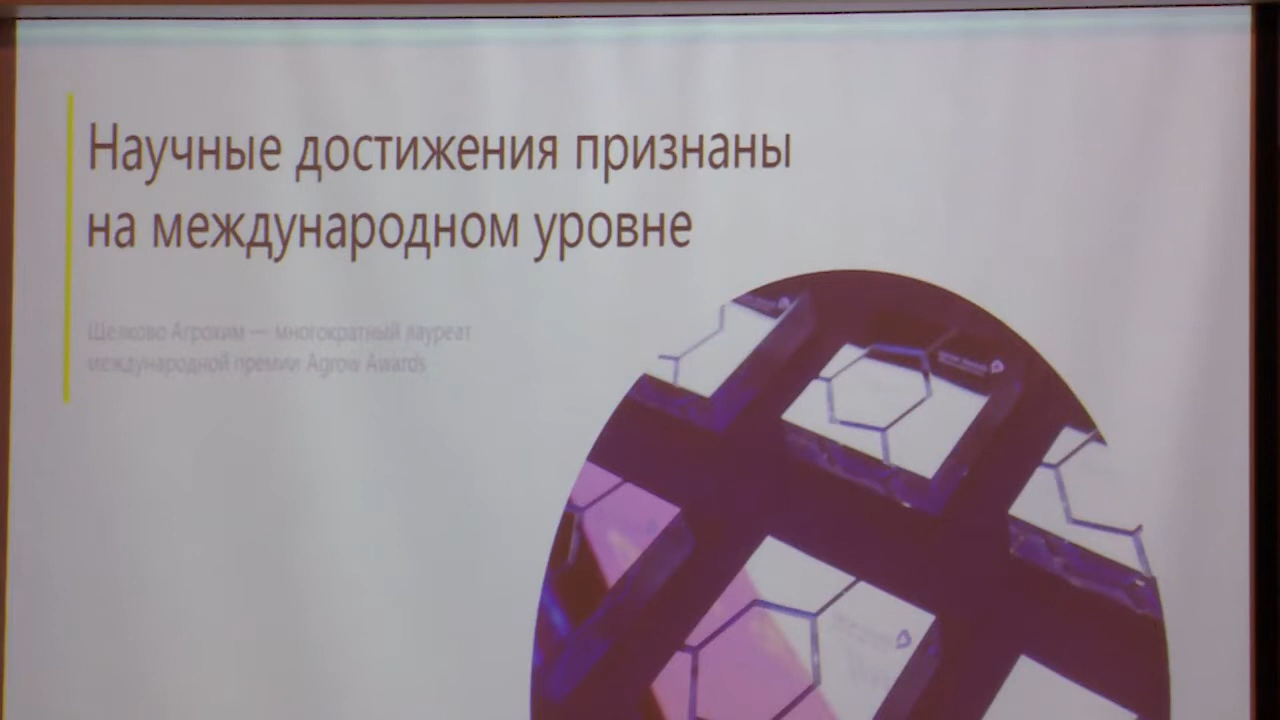 Научные достижения признаны
на международном уровне
Щелково Агрохим — многократный лауреат
международной премии Agrow Awards